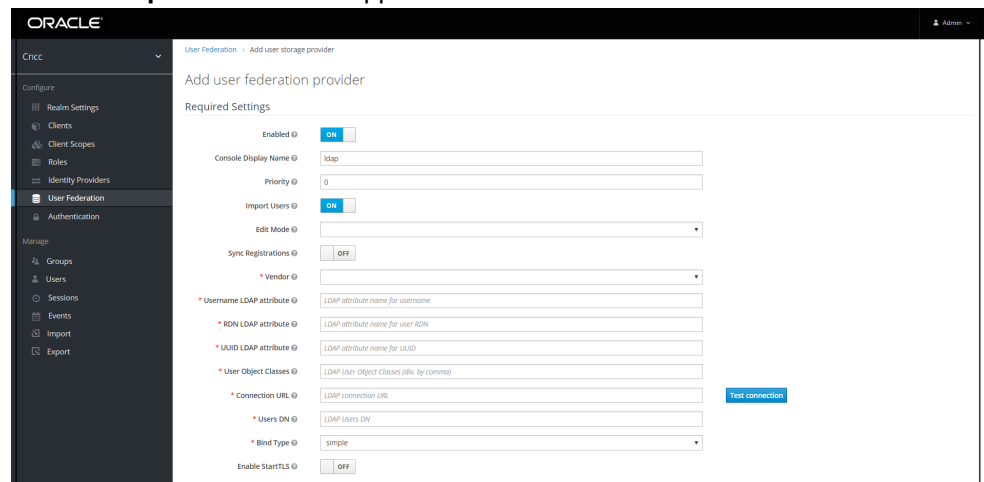 ORACLE
Admin
Cncc
User Federation > Add user storage provider
Configure
Realm Settings
Clients
Client Scopes
Roles
Identity Providers
User Federation
Authentication
Manage
Groups
Users
Sessions
Events
Import
Export
Add user federation provider
Required Settings
Enabled ON
Console Display Name ldap
Priority 0
Import Users ON
Edit Mode
Sync Registrations OFF
* Vendor
* Username LDAP attribute LDAP attribute name for username
* RDN LDAP attribute LDAP attribute name for user RDN
* UUID LDAP attribute LDAP attribute name for UUID
* User Object Classes LDAP User Object Classes (div. by comma)
* Connection URL LDAP connection URL Test connection
* Users DN LDAP Users DN
* Bind Type simple
Enable StartTLS OFF